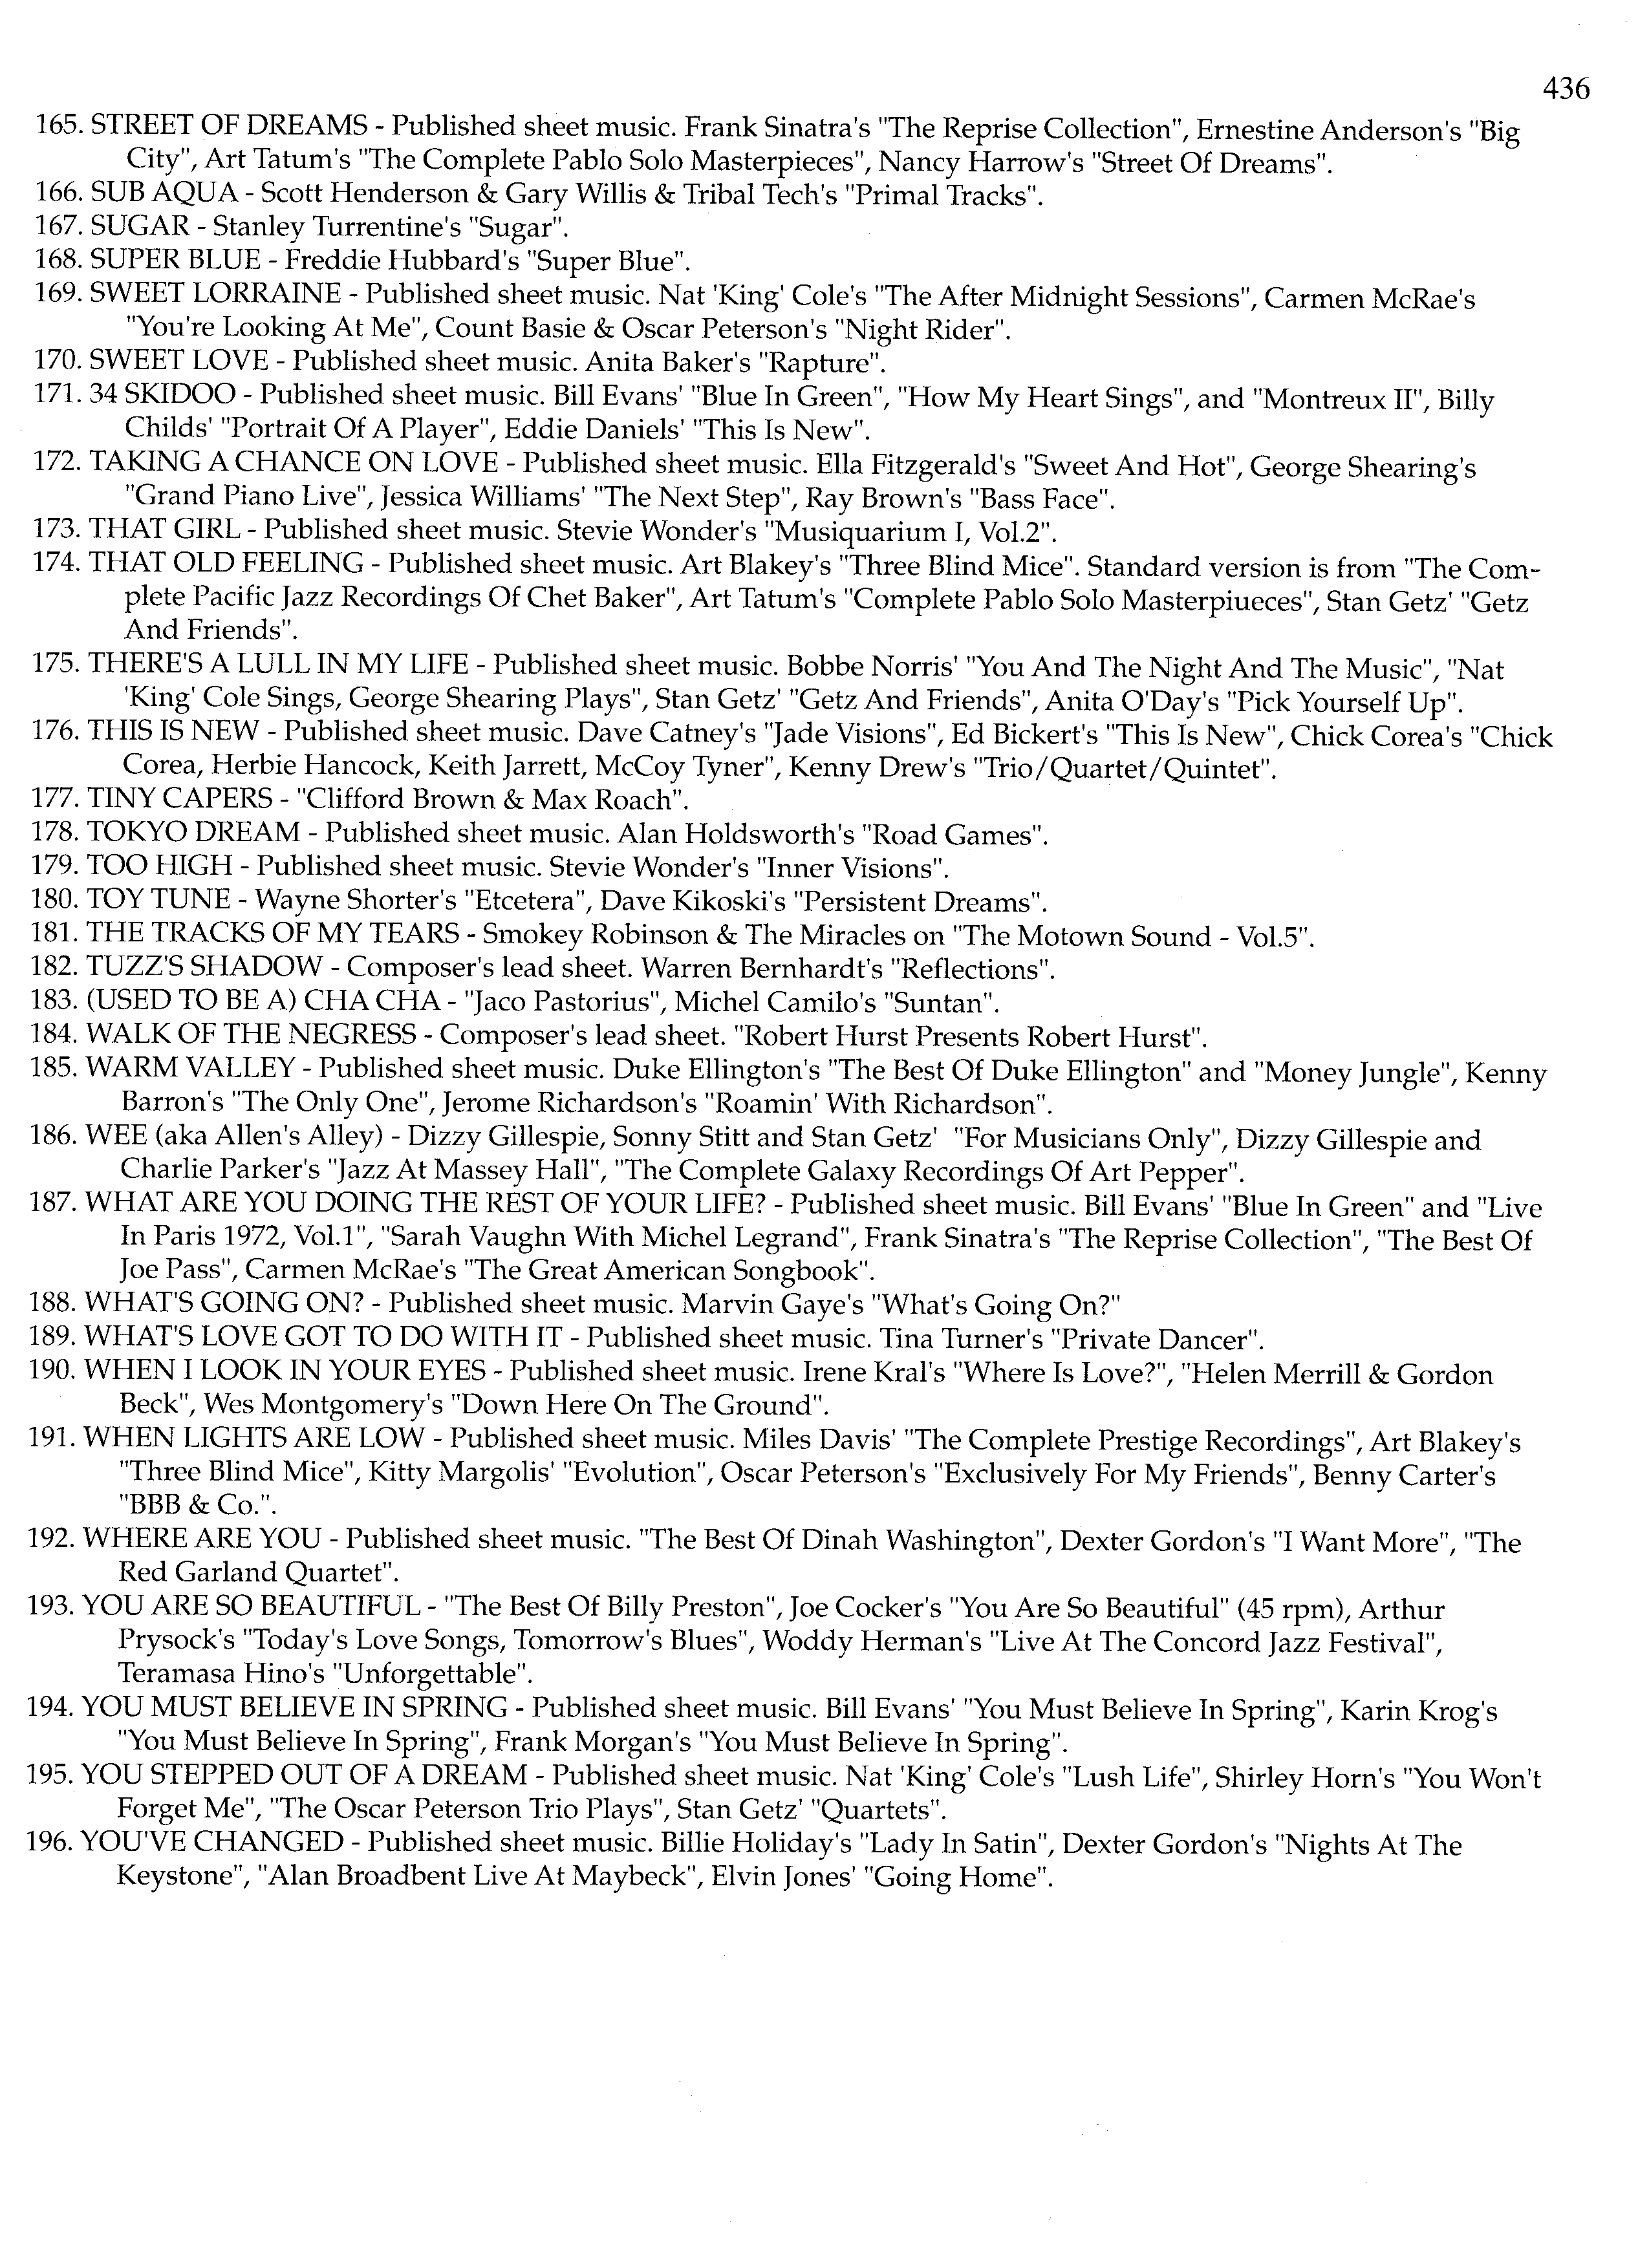 436
165. STREET OF DREAMS - Published sheet music. Frank Sinatra's "The Reprise Collection", Ernestine Anderson's "Big
City", Art Tatum's "The Complete Pablo Solo Masterpieces", Nancy Harrow's "Street Of Dreams".
166. SUB AQUA - Scott Henderson & Gary Willis & Tribal Tech's "Primal Tracks".
167. SUGAR - Stanley Turrentine's "Sugar".
168. SUPER BLUE - Freddie Hubbard's "Super Blue".
169. SWEET LORRAINE - Published sheet music. Nat 'King' Cole's "The After Midnight Sessions", Carmen McRae's
"You're Looking At Me", Count Basie & Oscar Peterson's "Night Rider".
170. SWEET LOVE - Published sheet music. Anita Baker's "Rapture".
171. 34 SKIDOO - Published sheet music. Bill Evans' "Blue In Green", "How My Heart Sings", and "Montreux II", Billy
Childs' "Portrait Of A Player", Eddie Daniels' "This Is New".
172. TAKING A CHANCE ON LOVE - Published sheet music. Ella Fitzgerald's "Sweet And Hot", George Shearing's
"Grand Piano Live", Jessica Williams' "The Next Step", Ray Brown's "Bass Face".
173. THAT GIRL - Published sheet music. Stevie Wonder's "Musiquarium I, Vol.2".
174. THAT OLD FEELING - Published sheet music. Art Blakey's "Three Blind Mice". Standard version is from "The Com-
plete Pacific Jazz Recordings Of Chet Baker", Art Tatum's "Complete Pablo Solo Masterpiueces", Stan Getz' "Getz
And Friends".
175. THERE'S A LULL IN MY LIFE - Published sheet music. Bobbe Norris' "You And The Night And The Music", "Nat
'King' Cole Sings, George Shearing Plays", Stan Getz' "Getz And Friends", Anita O'Day's "Pick Yourself Up".
176. THIS IS NEW - Published sheet music. Dave Catney's "Jade Visions", Ed Bickert's "This Is New", Chick Corea's "Chick
Corea, Herbie Hancock, Keith Jarrett, McCoy Tyner", Kenny Drew's "Trio/Quartet/Quintet".
177. TINY CAPERS - "Clifford Brown & Max Roach".
178. TOKYO DREAM - Published sheet music. Alan Holdsworth's "Road Games".
179. TOO HIGH - Published sheet music. Stevie Wonder's "Inner Visions".
180. TOY TUNE - Wayne Shorter's "Etcetera", Dave Kikoski's "Persistent Dreams".
181. THE TRACKS OF MY TEARS - Smokey Robinson & The Miracles on "The Motown Sound - Vol.5".
182. TUZZ'S SHADOW - Composer's lead sheet. Warren Bernhardt's "Reflections".
183. (USED TO BE A) CHA CHA - "Jaco Pastorius", Michel Camilo's "Suntan".
184. WALK OF THE NEGRESS - Composer's lead sheet. "Robert Hurst Presents Robert Hurst".
185. WARM VALLEY - Published sheet music. Duke Ellington's "The Best Of Duke Ellington" and "Money Jungle", Kenny
Barron's "The Only One", Jerome Richardson's "Roamin' With Richardson".
186. WEE (aka Allen's Alley) - Dizzy Gillespie, Sonny Stitt and Stan Getz'  "For Musicians Only", Dizzy Gillespie and
Charlie Parker's "Jazz At Massey Hall", "The Complete Galaxy Recordings Of Art Pepper".
187. WHAT ARE YOU DOING THE REST OF YOUR LIFE? - Published sheet music. Bill Evans' "Blue In Green" and "Live
In Paris 1972, Vol.1", "Sarah Vaughn With Michel Legrand", Frank Sinatra's "The Reprise Collection", "The Best Of
Joe Pass", Carmen McRae's "The Great American Songbook".
188. WHAT'S GOING ON? - Published sheet music. Marvin Gaye's "What's Going On?"
189. WHAT'S LOVE GOT TO DO WITH IT - Published sheet music. Tina Turner's "Private Dancer".
190. WHEN I LOOK IN YOUR EYES - Published sheet music. Irene Kral's "Where Is Love?", "Helen Merrill & Gordon
Beck", Wes Montgomery's "Down Here On The Ground".
191. WHEN LIGHTS ARE LOW - Published sheet music. Miles Davis' "The Complete Prestige Recordings", Art Blakey's
"Three Blind Mice", Kitty Margolis' "Evolution", Oscar Peterson's "Exclusively For My Friends", Benny Carter's
"BBB & Co.".
192. WHERE ARE YOU - Published sheet music. "The Best Of Dinah Washington", Dexter Gordon's "I Want More", "The
Red Garland Quartet".
193. YOU ARE SO BEAUTIFUL - "The Best Of Billy Preston", Joe Cocker's "You Are So Beautiful" (45 rpm), Arthur
Prysock's "Today's Love Songs, Tomorrow's Blues", Woddy Herman's "Live At The Concord Jazz Festival",
Teramasa Hino's "Unforgettable".
194. YOU MUST BELIEVE IN SPRING - Published sheet music. Bill Evans' "You Must Believe In Spring", Karin Krog's
"You Must Believe In Spring", Frank Morgan's "You Must Believe In Spring".
195. YOU STEPPED OUT OF A DREAM - Published sheet music. Nat 'King' Cole's "Lush Life", Shirley Horn's "You Won't
Forget Me", "The Oscar Peterson Trio Plays", Stan Getz' "Quartets".
196. YOU'VE CHANGED - Published sheet music. Billie Holiday's "Lady In Satin", Dexter Gordon's "Nights At The
Keystone", "Alan Broadbent Live At Maybeck", Elvin Jones' "Going Home".